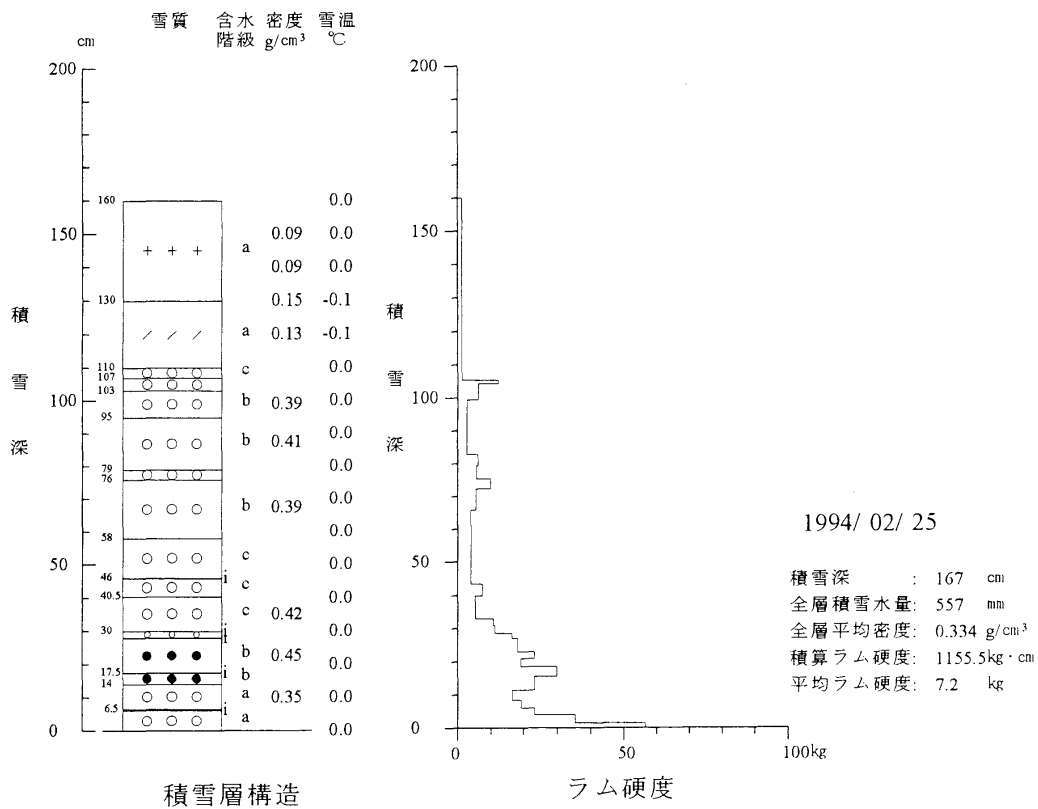 雪質 含水 密度 雪温
cm 階級 g/cm³ ℃
200
160 0.0
150 0.09 0.0
a
0.09 0.0
130 0.15 -0.1
a 0.13 -0.1
110 c 0.0
107
103
100 b 0.39 0.0
95 0.0
b 0.41
79 0.0
76
b 0.39 0.0
58 0.0
c
50 0.0
46 i c
40.5 0.0
c 0.42
30 i 0.0
i
b 0.45
0.0
17.5 i b
14
a 0.35 0.0
6.5 i
a
0 0.0
積
雪
深
積雪層構造
200
150
100
50
0
積
雪
深
0 50 100kg
ラム硬度
1994/ 02/ 25
積雪深 : 167 cm
全層積雪水量: 557 mm
全層平均密度: 0.334 g/cm³
積算ラム硬度: 1155.5kg・cm
平均ラム硬度: 7.2 kg